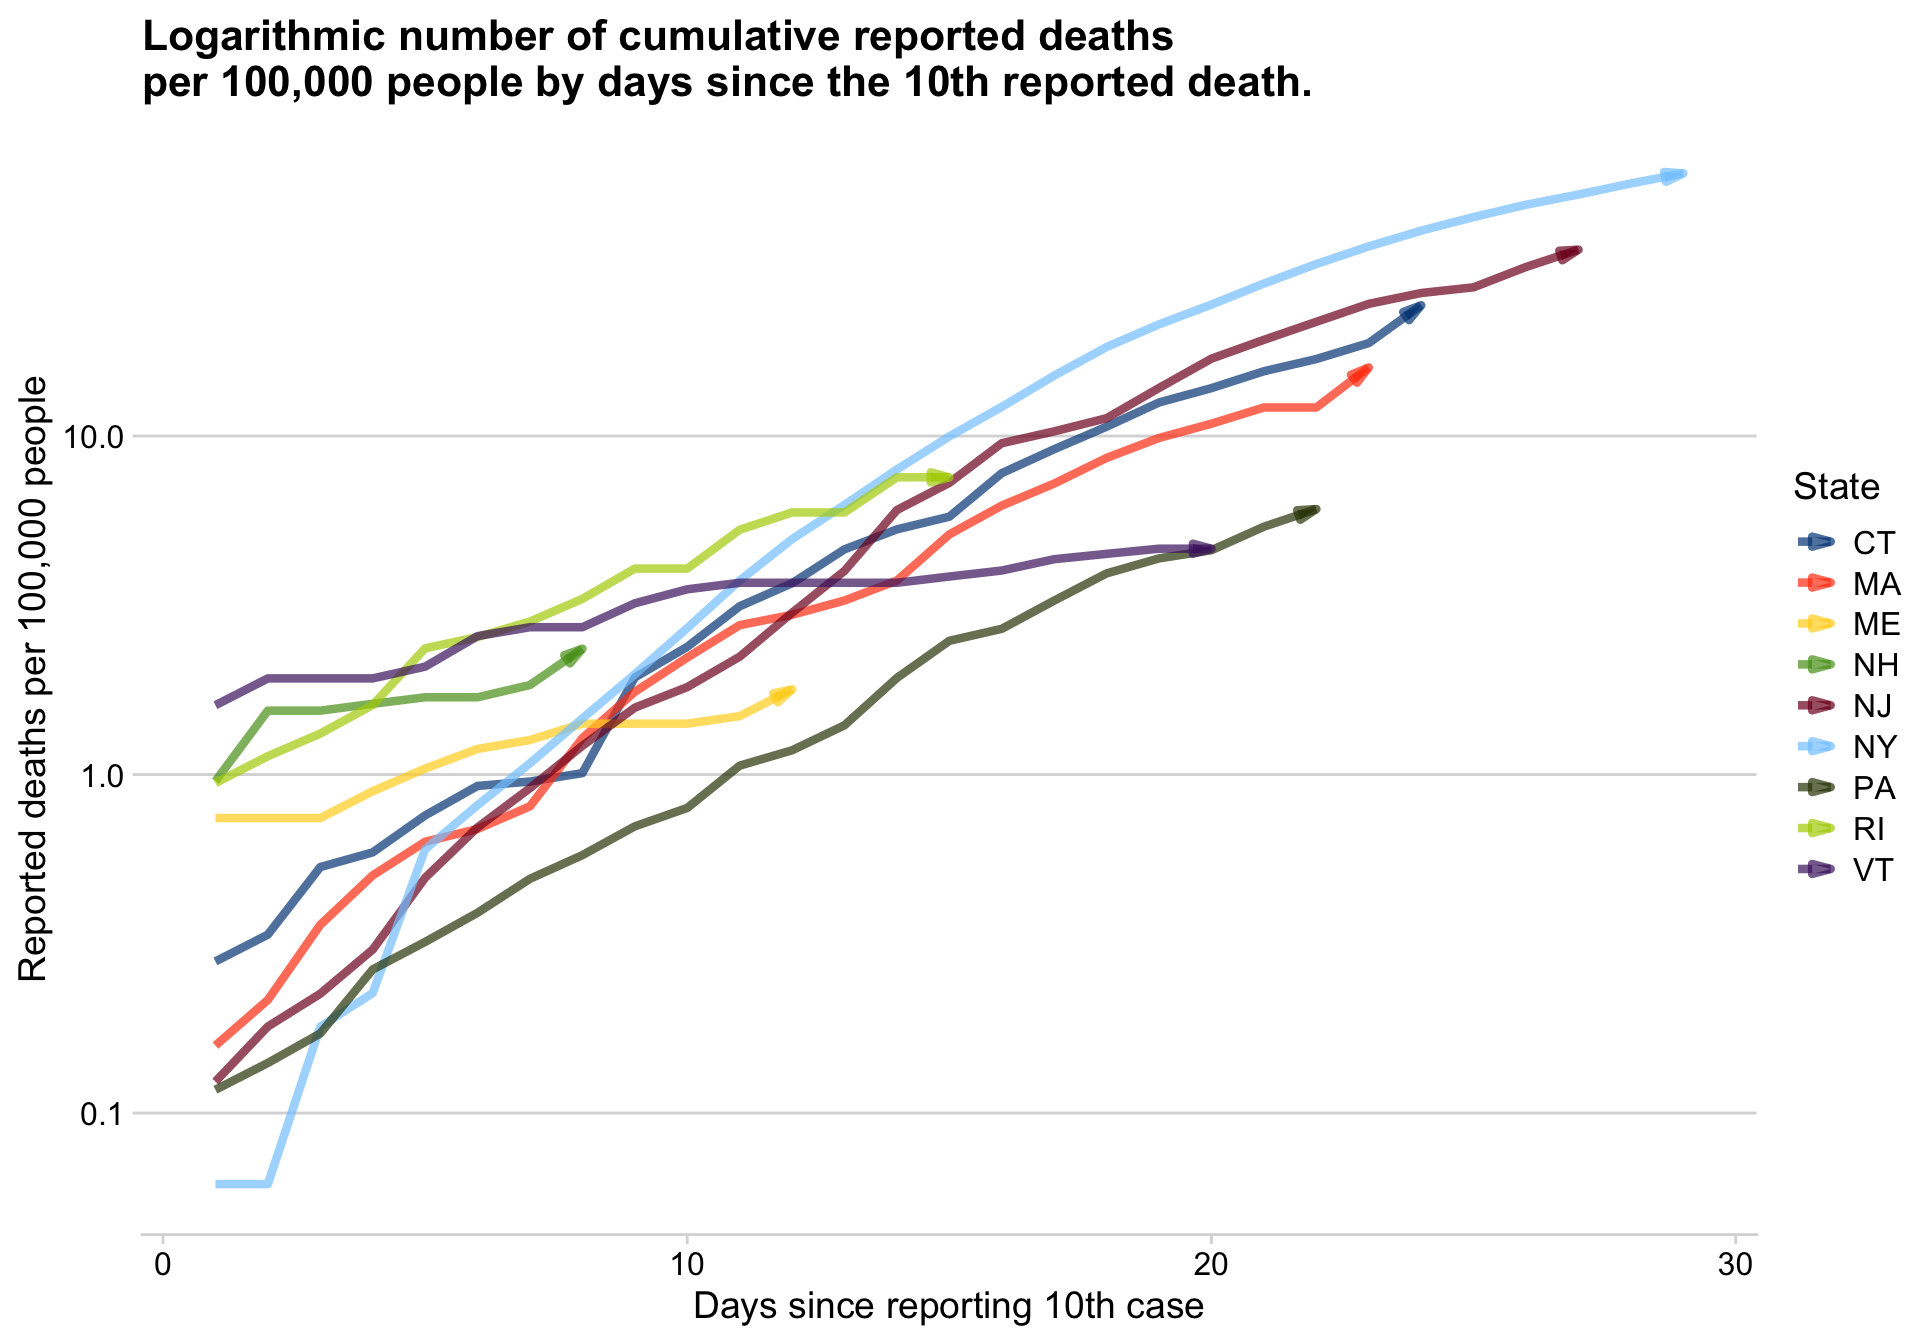 Logarithmic number of cumulative reported deaths
per 100,000 people by days since the 10th reported death.
Reported deaths per 100,000 people
10.0
1.0
0.1
0
10
20
30
Days since reporting 10th case
State
CT
MA
ME
NH
NJ
NY
PA
RI
VT